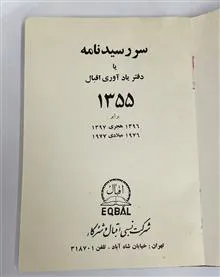 سررسیدنامه
یا
دفتر یادآوری اقبال
۱۳۵۵
برابر
۱۳۹۶ هجری ۱۳۹۷
۱۹۷۶ میلادی ۱۹۷۷
اقبال
EQBAL
شرکت نسبی اقبال و شرکاء
تهران : خیابان شاه آباد - تلفن ۳۱۸۷۰۱